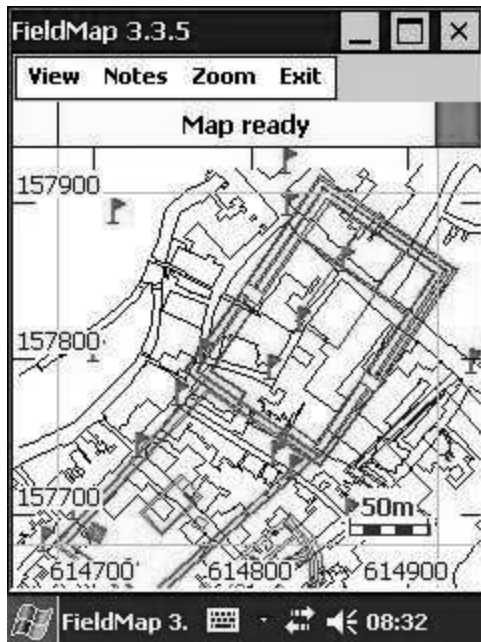 FieldMap 3.3.5
View Notes Zoom Exit
Map ready
157900
157800
157700
50m
614700 614800 614900
FieldMap 3. 08:32